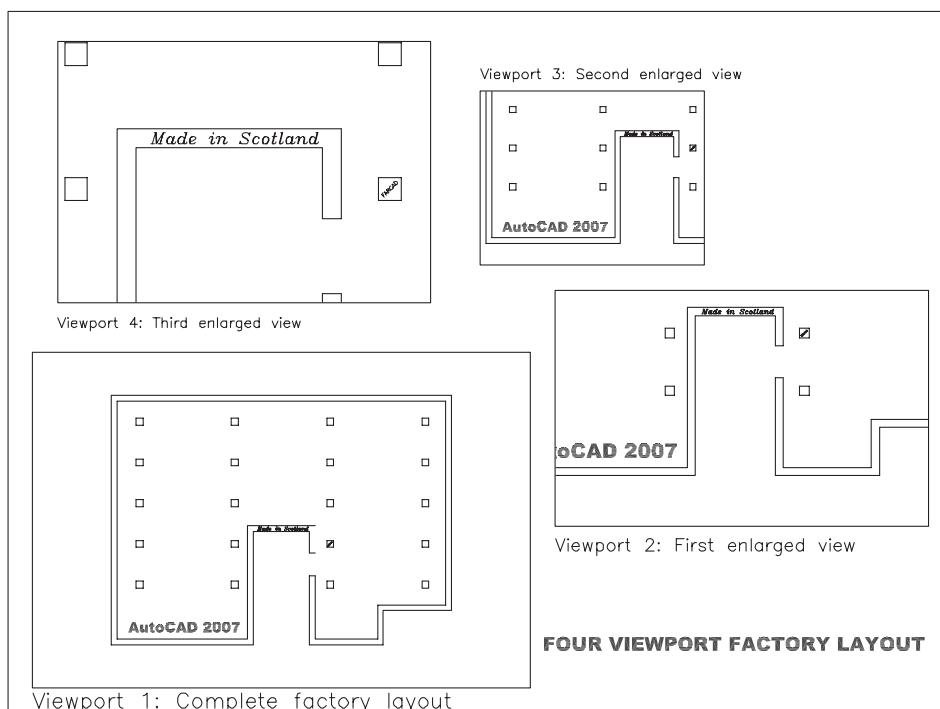 Made in Scotland
FARCAD
Viewport 4: Third enlarged view
Viewport 3: Second enlarged view
Made in Scotland
AutoCAD 2007
Made in Scotland
oCAD 2007
Viewport 2: First enlarged view
Made in Scotland
AutoCAD 2007
Viewport 1: Complete factory layout
FOUR VIEWPORT FACTORY LAYOUT